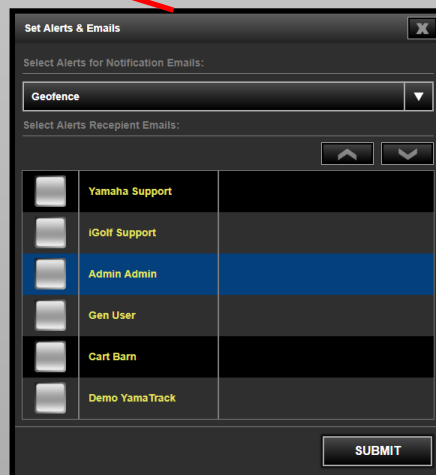 Set Alerts & Emails
X
Select Alerts for Notification Emails:
Geofence
Select Alerts Recepient Emails:
Yamaha Support
iGolf Support
Admin Admin
Gen User
Cart Barn
Demo YamaTrack
SUBMIT